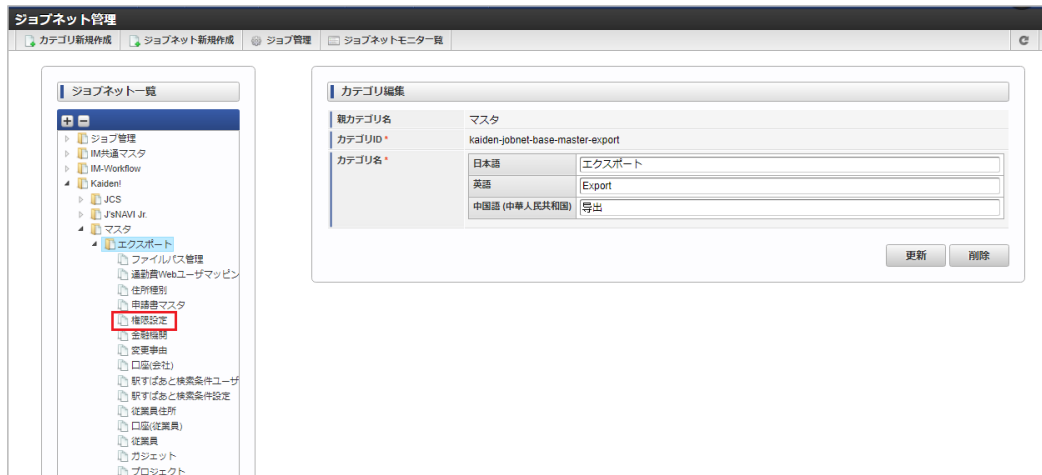 ジョブネット管理
カテゴリ新規作成 ジョブネット新規作成 ジョブ管理 ジョブネットモニタ一覧
ジョブネット一覧
ジョブ管理
IM共通マスタ
IM-Workflow
Kaiden!
JCS
J'sNAVI Jr.
マスタ
エクスポート
ファイルパス管理
通勤費Webユーザマッピン
住所種別
申請書マスタ
権限設定
金融機関
変更事由
口座(会社)
駅すぱあと検索条件ユーザ
駅すぱあと検索条件設定
従業員住所
口座(従業員)
従業員
ガジェット
プロジェクト
カテゴリ編集
親カテゴリ名 マスタ
カテゴリID * kaiden-jobnet-base-master-export
カテゴリ名 *
日本語 エクスポート
英語 Export
中国語 (中華人民共和国) 导出
更新 削除